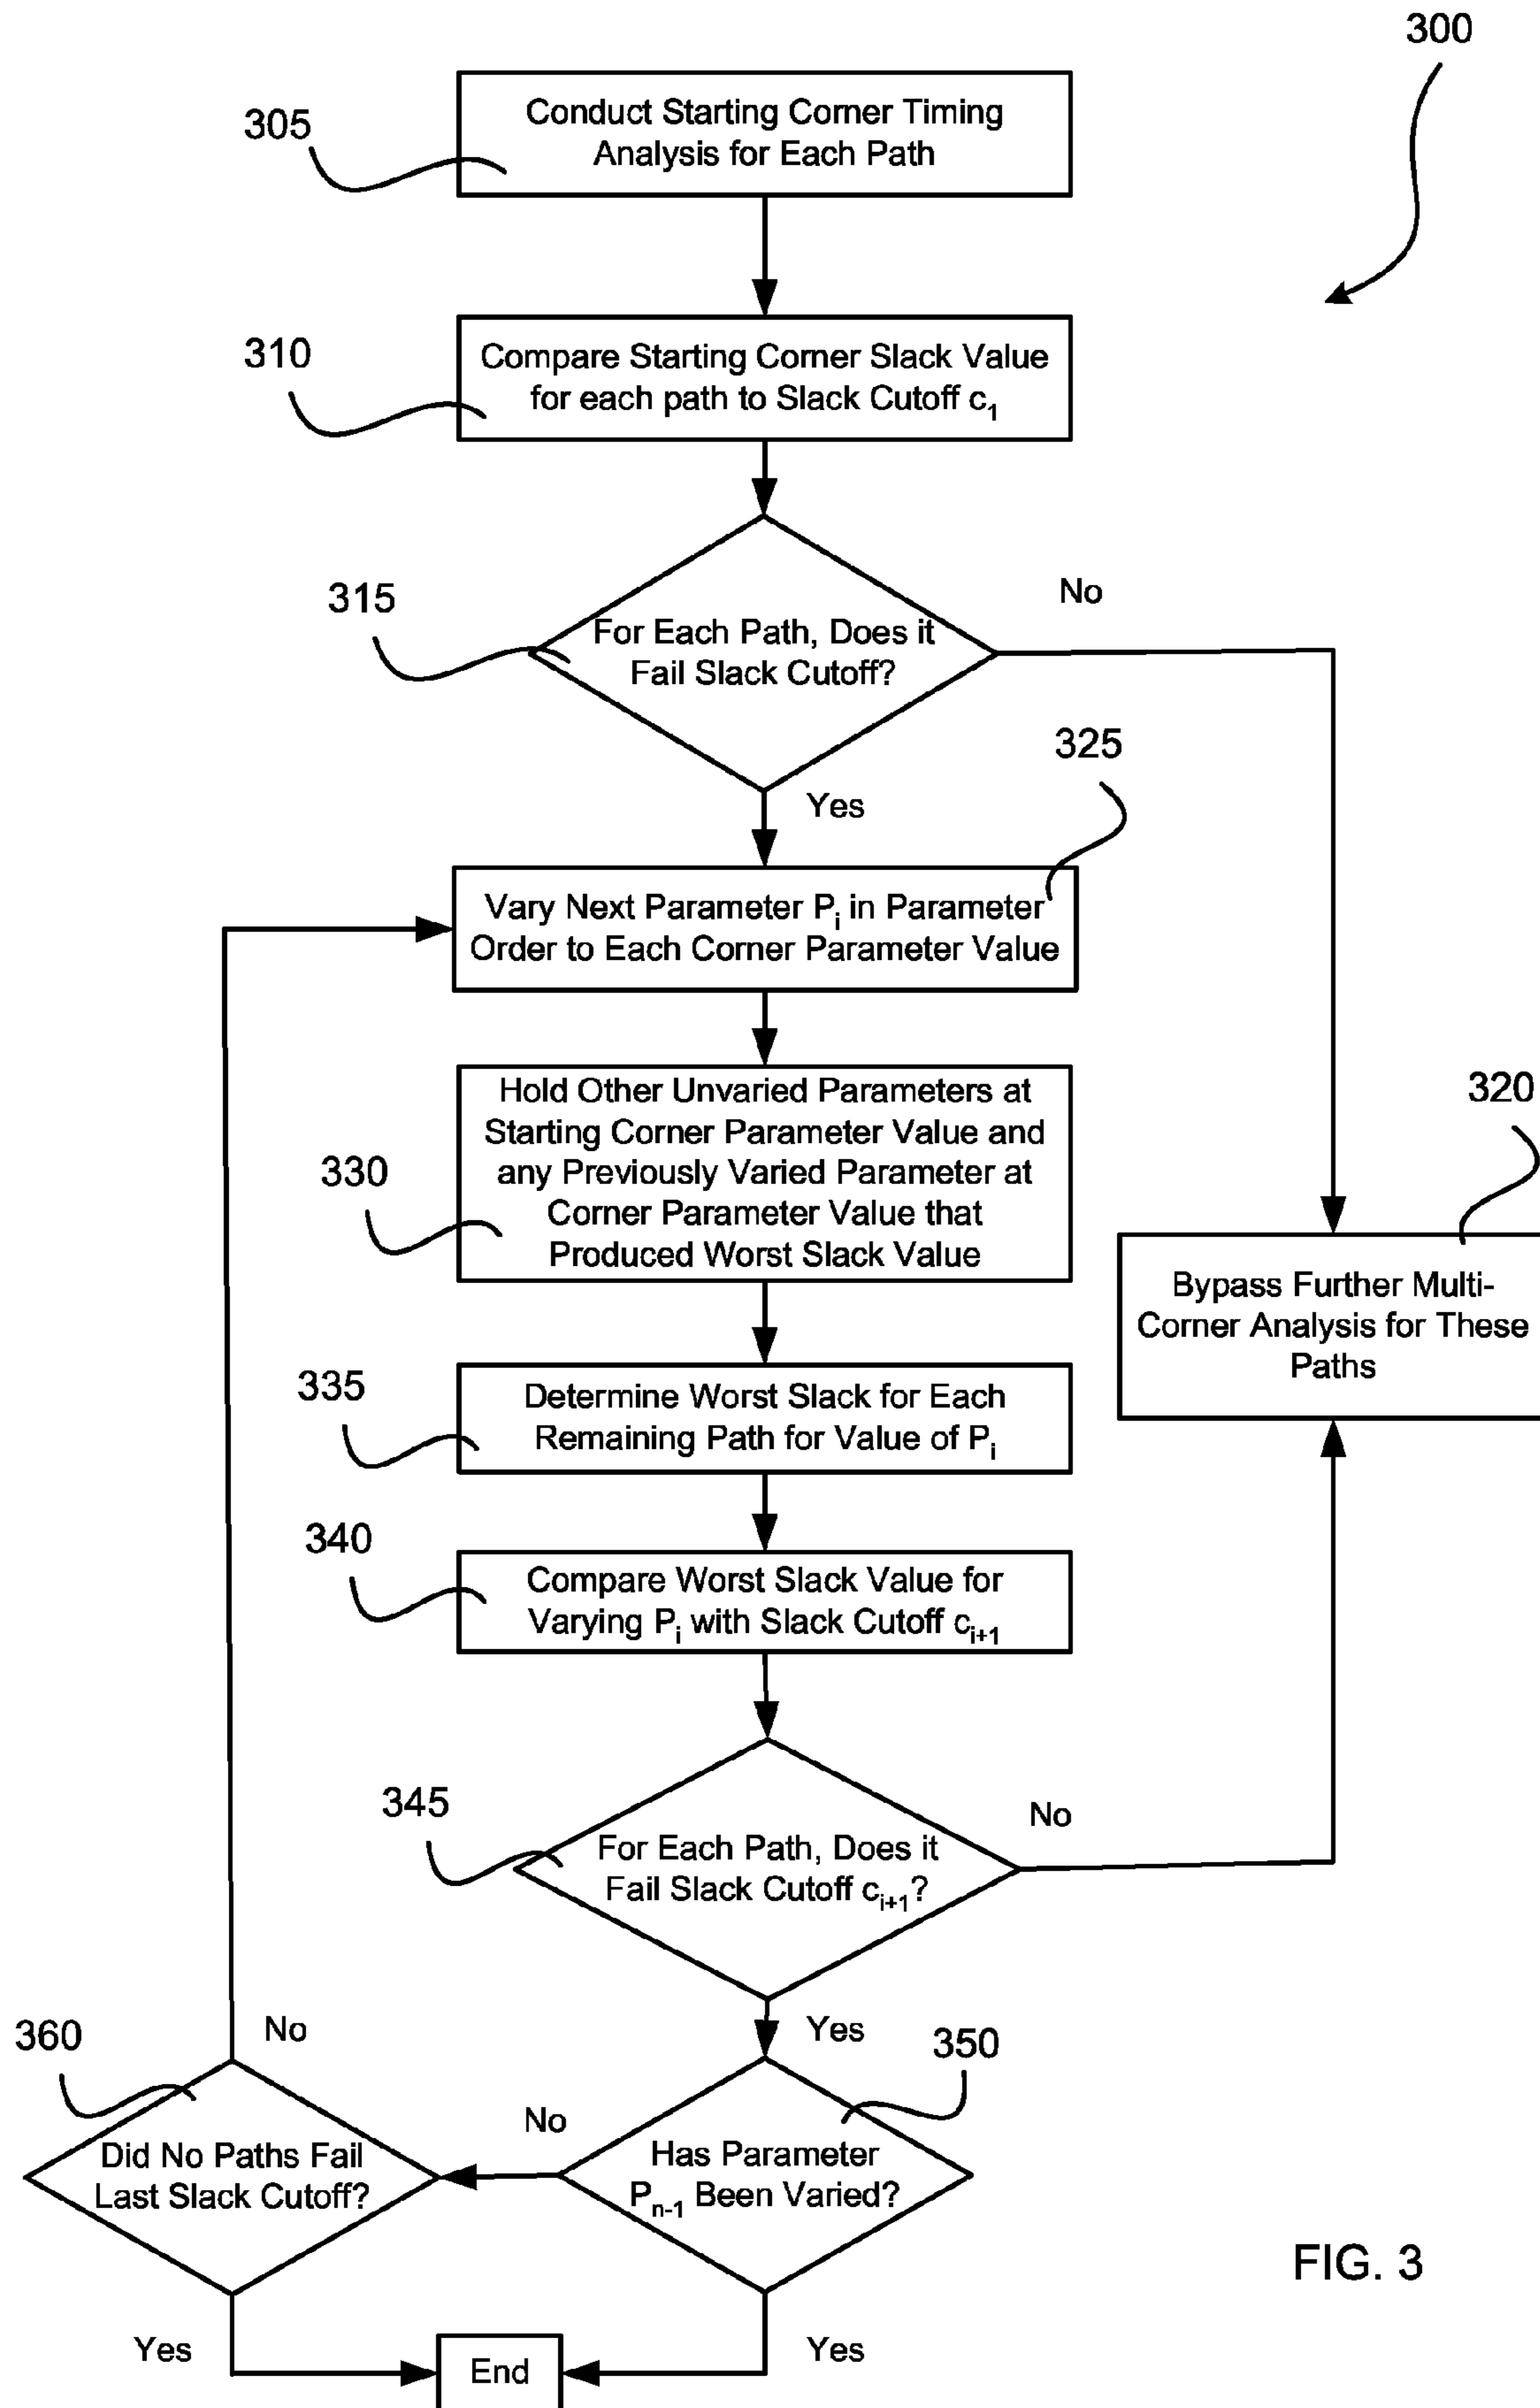 300
305
Conduct Starting Corner Timing
Analysis for Each Path
310
Compare Starting Corner Slack Value
for each path to Slack Cutoff c₁
315
For Each Path, Does it
Fail Slack Cutoff?
No
Yes
325
Vary Next Parameter Pᵢ in Parameter
Order to Each Corner Parameter Value
330
Hold Other Unvaried Parameters at
Starting Corner Parameter Value and
any Previously Varied Parameter at
Corner Parameter Value that
Produced Worst Slack Value
320
Bypass Further Multi-
Corner Analysis for These
Paths
335
Determine Worst Slack for Each
Remaining Path for Value of Pᵢ
340
Compare Worst Slack Value for
Varying Pᵢ with Slack Cutoff cᵢ₊₁
345
For Each Path, Does it
Fail Slack Cutoff cᵢ₊₁?
No
Yes
350
Has Parameter
Pₙ₋₁ Been Varied?
No
360
No
Did No Paths Fail
Last Slack Cutoff?
Yes
End
Yes
FIG. 3